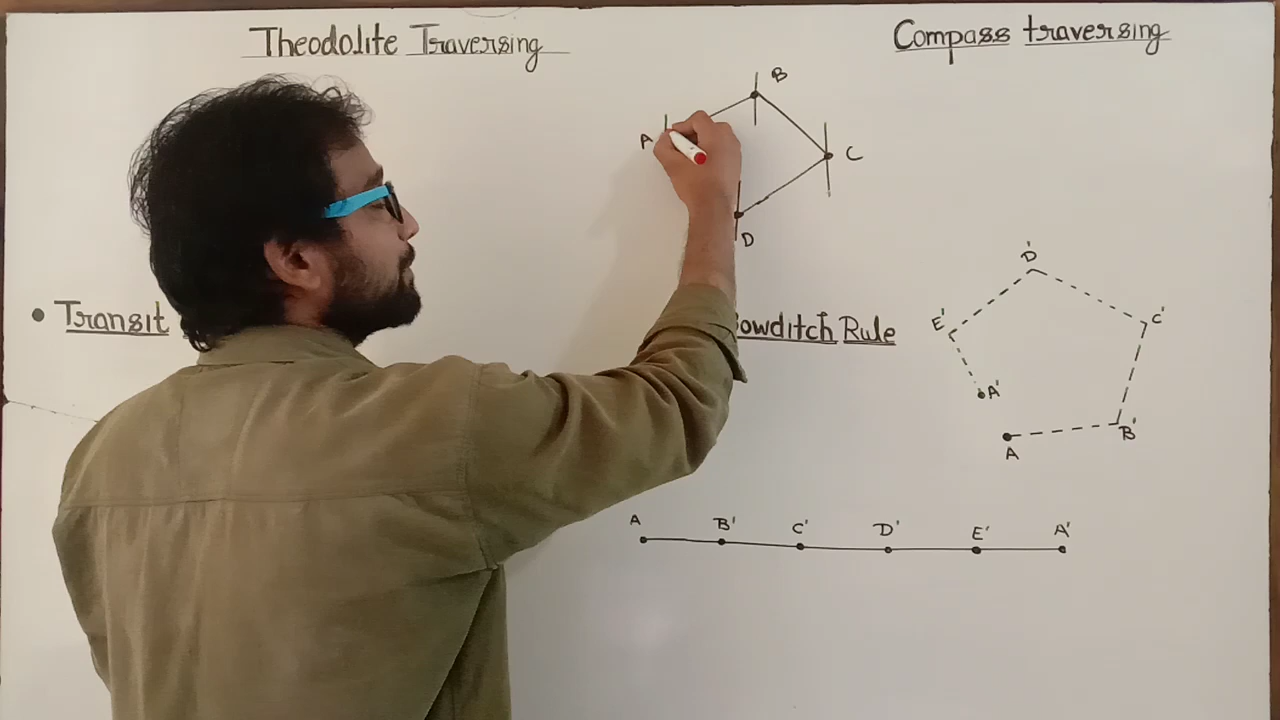 Theodolite Traversing
Compass traversing
B
A
C
D
• Transit
Bowditch Rule
D'
E'
C'
A'
B'
A
A B' C' D' E' A'